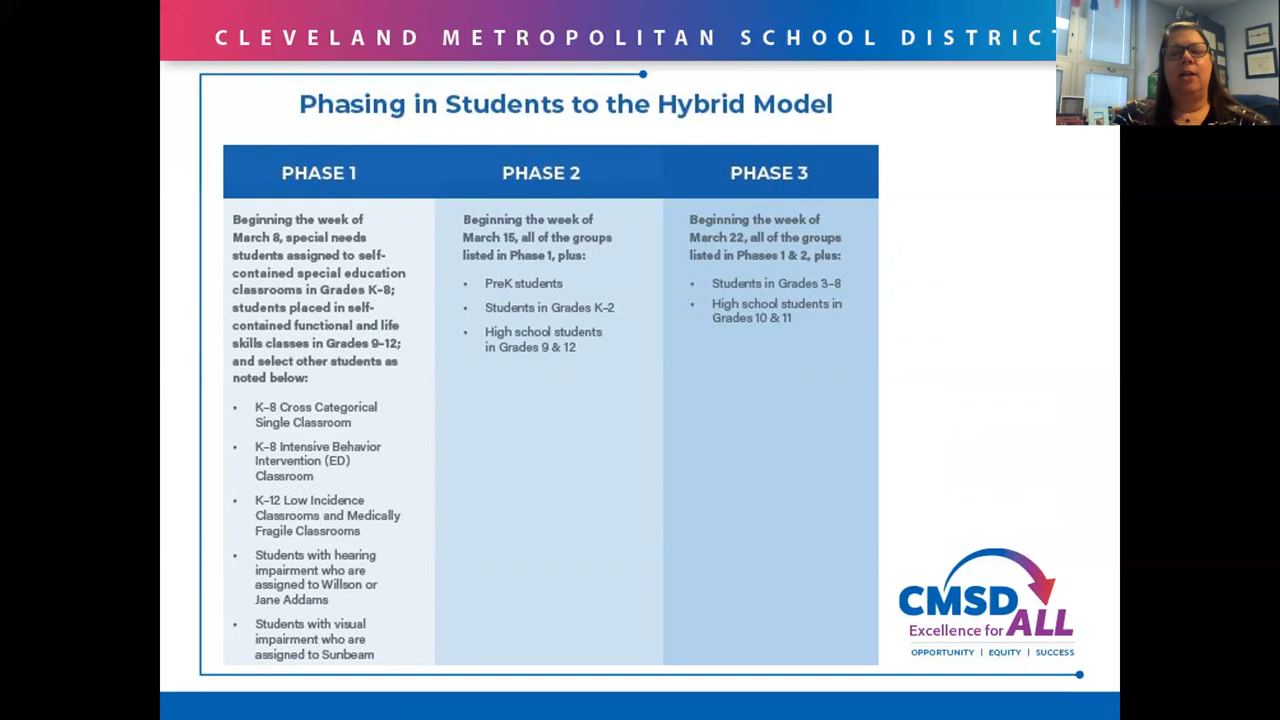 CLEVELAND METROPOLITAN SCHOOL DISTRICT
Phasing in Students to the Hybrid Model
PHASE 1
Beginning the week of
March 8, special needs
students assigned to self-
contained special education
classrooms in Grades K–8;
students placed in self-
contained functional and life
skills classes in Grades 9–12;
and select other students as
noted below:
• K–8 Cross Categorical
Single Classroom
• K–8 Intensive Behavior
Intervention (ED)
Classroom
• K–12 Low Incidence
Classrooms and Medically
Fragile Classrooms
• Students with hearing
impairment who are
assigned to Willson or
Jane Addams
• Students with visual
impairment who are
assigned to Sunbeam
PHASE 2
Beginning the week of
March 15, all of the groups
listed in Phase 1, plus:
• PreK students
• Students in Grades K–2
• High school students
in Grades 9 & 12
PHASE 3
Beginning the week of
March 22, all of the groups
listed in Phases 1 & 2, plus:
• Students in Grades 3–8
• High school students in
Grades 10 & 11
CMSD
Excellence for ALL
OPPORTUNITY | EQUITY | SUCCESS